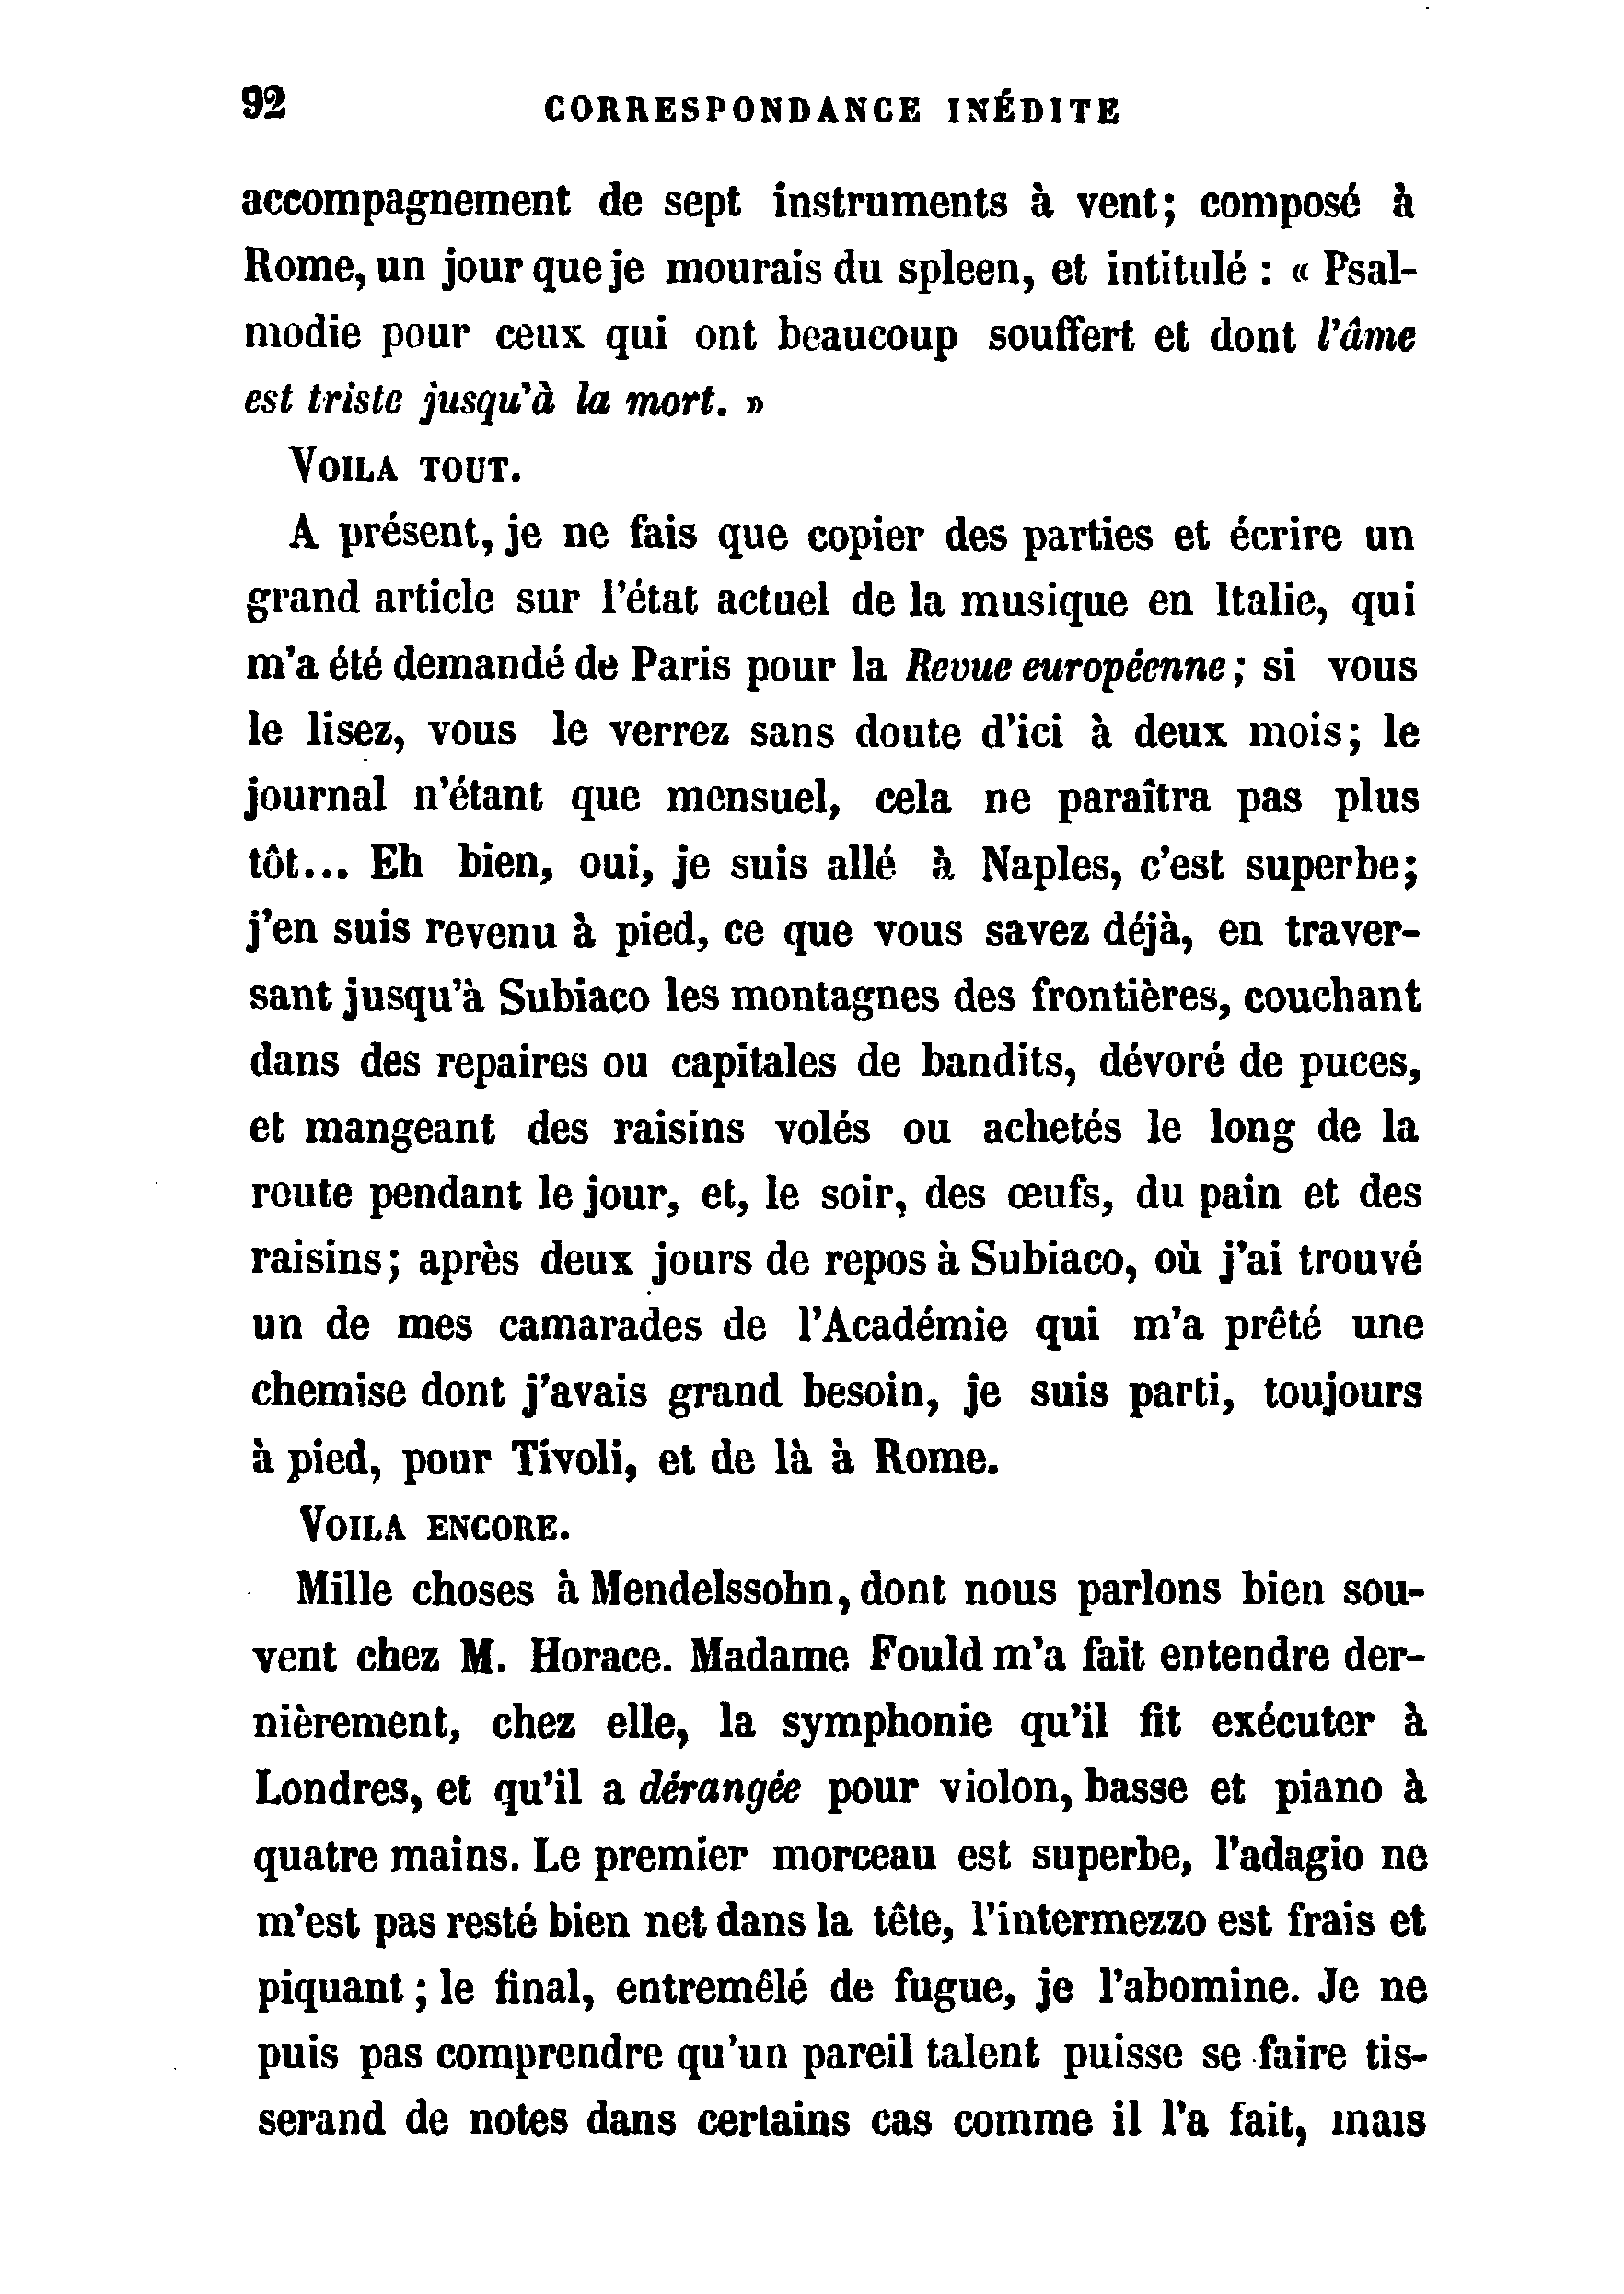 92 CORRESPONDANCE INÉDITE
accompagnement de sept instruments à vent; composé à
Rome, un jour que je mourais du spleen, et intitulé : « Psal-
modie pour ceux qui ont beaucoup souffert et dont l'âme
est triste jusqu'à la mort. »
VOILA TOUT.
A présent, je ne fais que copier des parties et écrire un
grand article sur l'état actuel de la musique en Italie, qui
m'a été demandé de Paris pour la Revue européenne; si vous
le lisez, vous le verrez sans doute d'ici à deux mois; le
journal n'étant que mensuel, cela ne paraîtra pas plus
tôt... Eh bien, oui, je suis allé à Naples, c'est superbe;
j'en suis revenu à pied, ce que vous savez déjà, en traver-
sant jusqu'à Subiaco les montagnes des frontières, couchant
dans des repaires ou capitales de bandits, dévoré de puces,
et mangeant des raisins volés ou achetés le long de la
route pendant le jour, et, le soir, des œufs, du pain et des
raisins; après deux jours de repos à Subiaco, où j'ai trouvé
un de mes camarades de l'Académie qui m'a prêté une
chemise dont j'avais grand besoin, je suis parti, toujours
à pied, pour Tivoli, et de là à Rome.
VOILA ENCORE.
Mille choses à Mendelssohn, dont nous parlons bien sou-
vent chez M. Horace. Madame Fould m'a fait entendre der-
nièrement, chez elle, la symphonie qu'il fit exécuter à
Londres, et qu'il a dérangée pour violon, basse et piano à
quatre mains. Le premier morceau est superbe, l'adagio ne
m'est pas resté bien net dans la tête, l'intermezzo est frais et
piquant ; le final, entremêlé de fugue, je l'abomine. Je ne
puis pas comprendre qu'un pareil talent puisse se faire tis-
serand de notes dans certains cas comme il l'a fait, mais